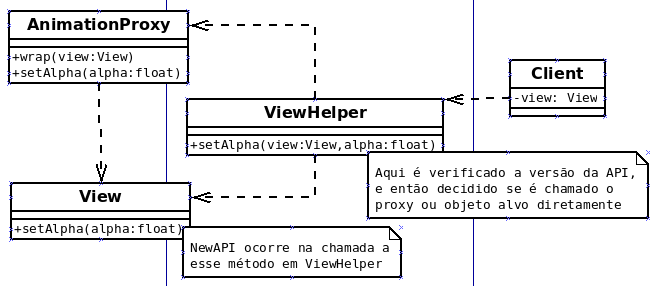 AnimationProxy
+wrap(view:View)
+setAlpha(alpha:float)
Client
-view: View
ViewHelper
+setAlpha(view:View,alpha:float)
Aqui é verificado a versão da API,
e então decidido se é chamado o
proxy ou objeto alvo diretamente
View
+setAlpha(alpha:float)
NewAPI ocorre na chamada a
esse método em ViewHelper